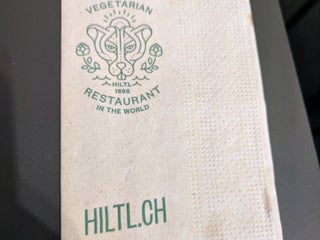 VEGETARIAN
HILTL
1898
RESTAURANT
IN THE WORLD
HILTL.CH